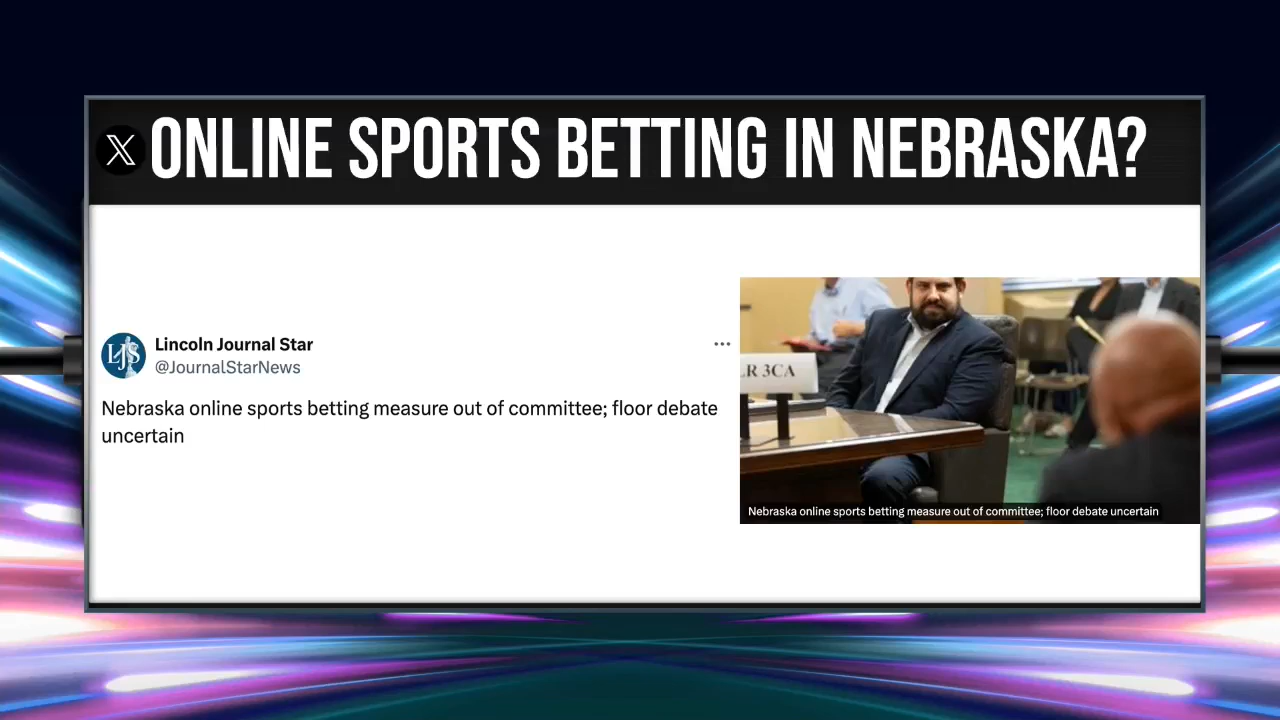 X ONLINE SPORTS BETTING IN NEBRASKA?
LJS
Lincoln Journal Star
@JournalStarNews
Nebraska online sports betting measure out of committee; floor debate
uncertain
LR 3CA
Nebraska online sports betting measure out of committee; floor debate uncertain